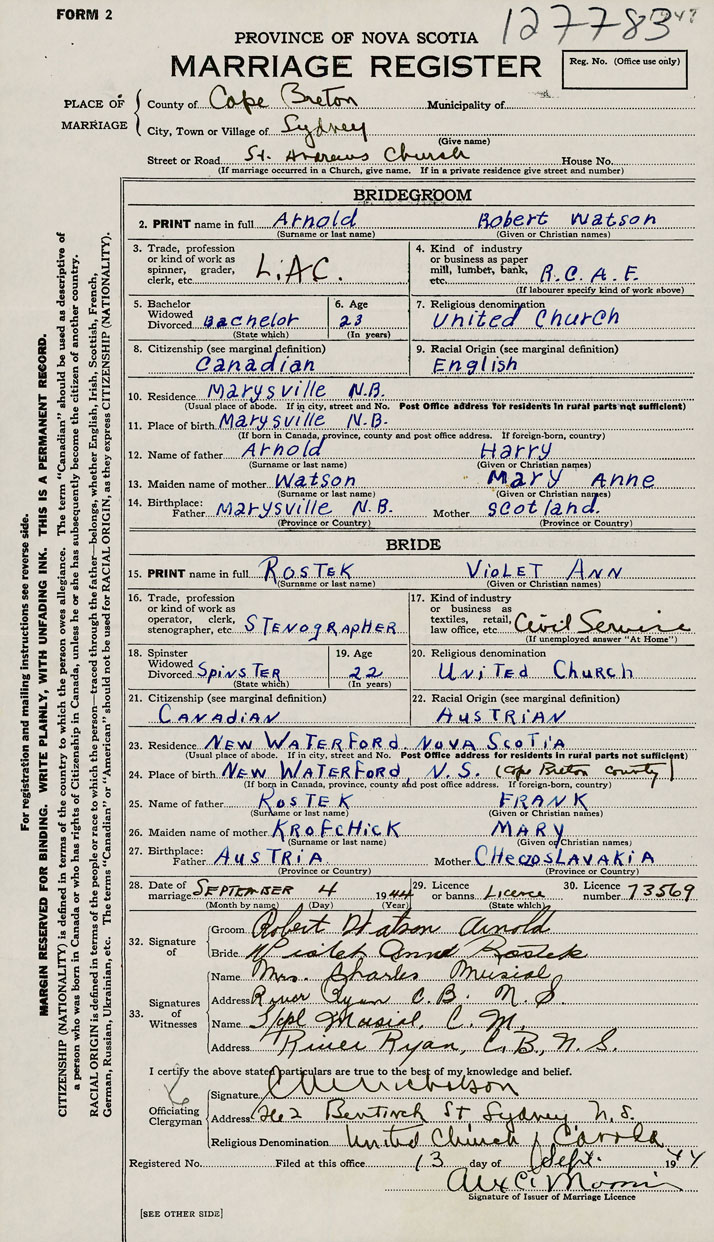 FORM 2
127783
PROVINCE OF NOVA SCOTIA
MARRIAGE REGISTER
Reg. No. (Office use only)
PLACE OF MARRIAGE
County of Cape Breton Municipality of
City, Town or Village of Sydney
(Give name)
Street or Road St. Andrews Church House No.
(If marriage occurred in a Church, give name. If in a private residence give street and number)
BRIDEGROOM
2. PRINT name in full Arnold Robert Watson
(Surname or last name) (Given or Christian names)
3. Trade, profession or kind of work as spinner, grader, clerk, etc. L.A.C.
4. Kind of industry or business as paper mill, lumber, bank, etc. R.C.A.F.
(If labourer specify kind of work above)
5. Bachelor Widowed Divorced Bachelor (State which)
6. Age 23 (In years)
7. Religious denomination United Church
8. Citizenship (see marginal definition) Canadian
9. Racial Origin (see marginal definition) English
10. Residence Marysville N.B.
(Usual place of abode. If in city, street and No. Post Office address for residents in rural parts not sufficient)
11. Place of birth Marysville N.B.
(If born in Canada, province, county and post office address. If foreign-born, country)
12. Name of father Arnold Harry
(Surname or last name) (Given or Christian names)
13. Maiden name of mother Watson Mary Anne
(Surname or last name) (Given or Christian names)
14. Birthplace: Father Marysville N.B. Mother Scotland.
(Province or Country) (Province or Country)
BRIDE
15. PRINT name in full ROSTEK VIOLET ANN
(Surname or last name) (Given or Christian names)
16. Trade, profession or kind of work as operator, clerk, stenographer, etc. STENOGRAPHER
17. Kind of industry or business as textiles, retail, law office, etc. Civil Service
(If unemployed answer "At Home")
18. Spinster Widowed Divorced SPINSTER (State which)
19. Age 22 (In years)
20. Religious denomination UNITED CHURCH
21. Citizenship (see marginal definition) CANADIAN
22. Racial Origin (see marginal definition) AUSTRIAN
23. Residence NEW WATERFORD, NOVA SCOTIA
(Usual place of abode. If in city, street and No. Post Office address for residents in rural parts not sufficient)
24. Place of birth NEW WATERFORD, N.S. (Cape Breton county)
(If born in Canada, province, county and post office address. If foreign-born, country)
25. Name of father ROSTEK FRANK
(Surname or last name) (Given or Christian names)
26. Maiden name of mother KROFCHICK MARY
(Surname or last name) (Given or Christian names)
27. Birthplace: Father AUSTRIA. Mother CHECZOSLAVAKIA
(Province or Country) (Province or Country)
28. Date of marriage SEPTEMBER 4 1944
(Month by name) (Day) (Year)
29. Licence or banns Licence (State which)
30. Licence number 73569
32. Signature of
Groom Robert Watson Arnold
Bride Violet Anne Rostek
33. Signatures of Witnesses
Name Mrs. Charles Musial
Address River Ryan C.B. N.S.
Name Musial, C.M.
Address River Ryan, C.B., N.S.
I certify the above stated particulars are true to the best of my knowledge and belief.
Officiating Clergyman
Signature Nicholson
Address 262 Bentinck St Sydney N.S.
Religious Denomination United Church Canada
Registered No. Filed at this office 13 day of Sept. 1944
Signature of Issuer of Marriage Licence
[SEE OTHER SIDE]
For registration and mailing instructions see reverse side.
MARGIN RESERVED FOR BINDING. WRITE PLAINLY, WITH UNFADING INK. THIS IS A PERMANENT RECORD.
CITIZENSHIP (NATIONALITY) is defined in terms of the country to which the person owes allegiance. The term "Canadian" should be used as descriptive of
a person who was born in Canada or who has rights of Citizenship in Canada, unless he or she has subsequently become the citizen of another country.
RACIAL ORIGIN is defined in terms of the people or race to which the person—traced through the father—belongs, whether English, Irish, Scottish, French,
German, Russian, Ukrainian, etc. The terms "Canadian" or "American" should not be used for RACIAL ORIGIN, as they express CITIZENSHIP (NATIONALITY).